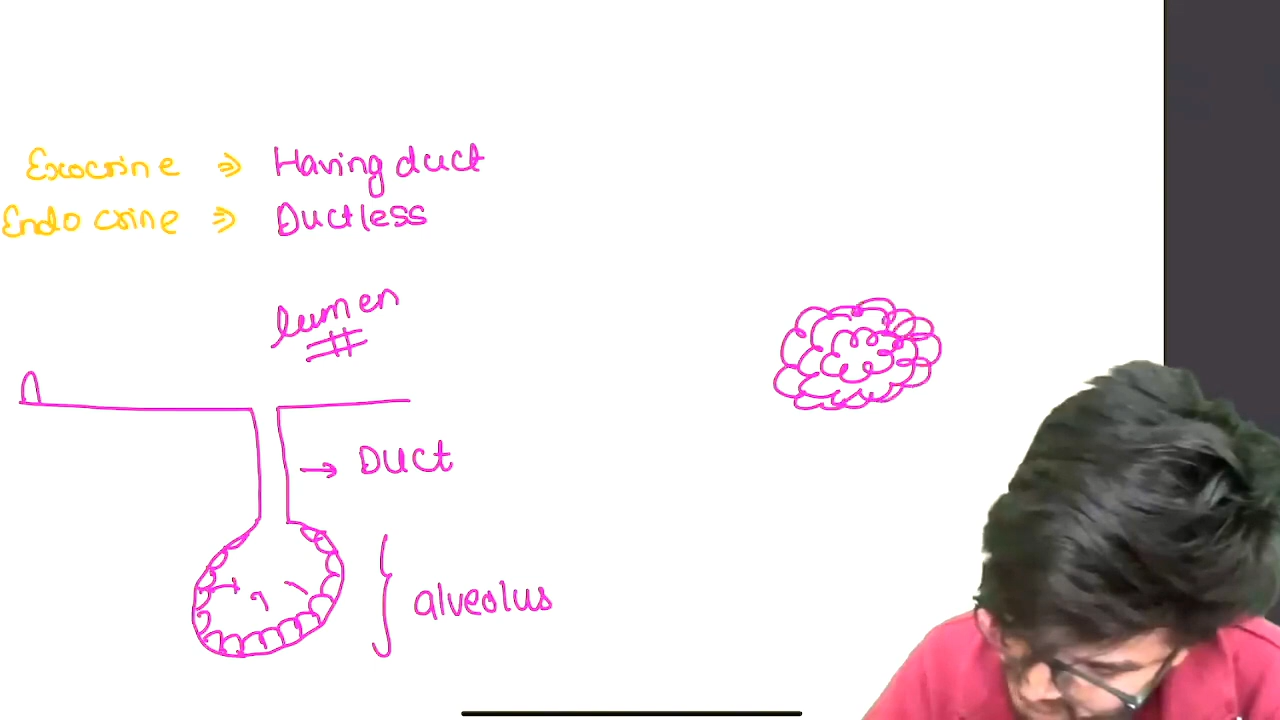 Exocrine ⇒ Having duct
Endocrine ⇒ Ductless
lumen
→ Duct
alveolus